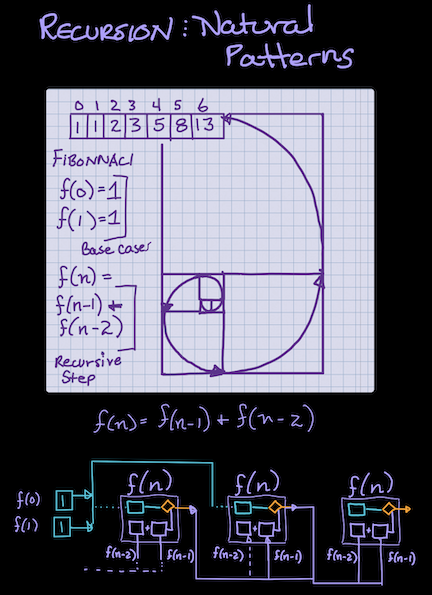 RECURSION: Natural
Patterns
0 1 2 3 4 5 6
1 1 2 3 5 8 13
FIBONNACI
f(0)=1
f(1)=1
Base cases
f(n)=
f(n-1) +
f(n-2)
Recursive
Step
1
f(n)= f(n-1) + f(n-2)
f(n) f(n) f(n)
f(0) 1
f(1) 1
+ + +
f(n-2) f(n-1) f(n-2) f(n-1) f(n-2) f(n-1)